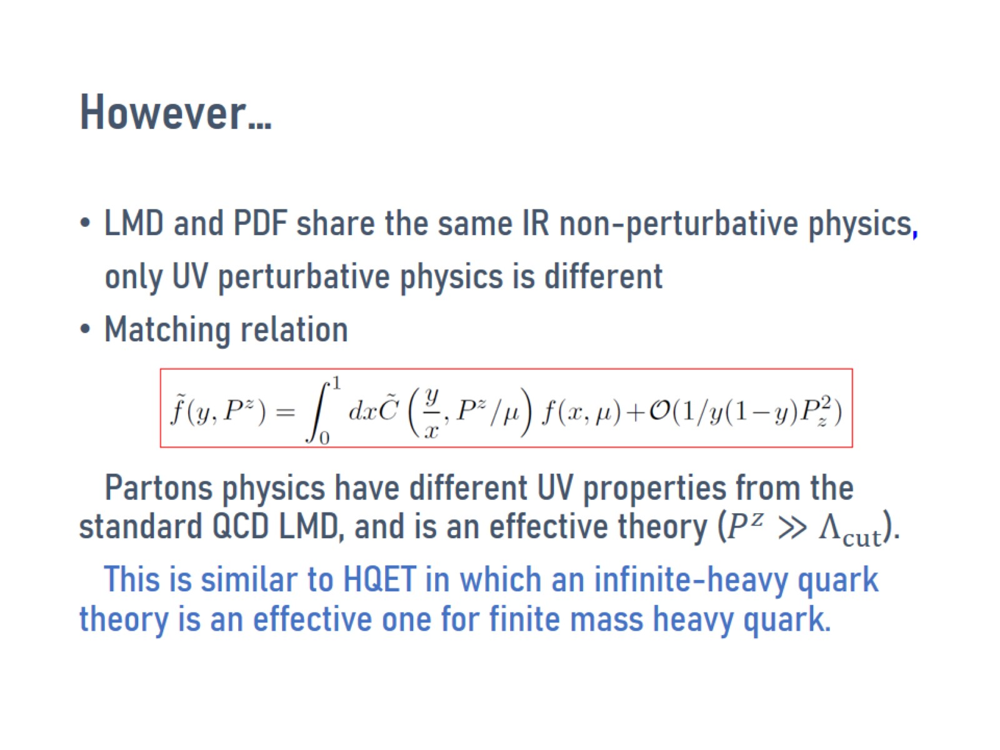 However…
• LMD and PDF share the same IR non-perturbative physics,
only UV perturbative physics is different
• Matching relation
$\tilde{f}(y, P^z) = \int_0^1 dx \tilde{C}\left(\frac{y}{x}, P^z/\mu\right) f(x, \mu) + \mathcal{O}(1/y(1-y)P_z^2)$
Partons physics have different UV properties from the
standard QCD LMD, and is an effective theory ($P^z \gg \Lambda_{\text{cut}}$).
This is similar to HQET in which an infinite-heavy quark
theory is an effective one for finite mass heavy quark.